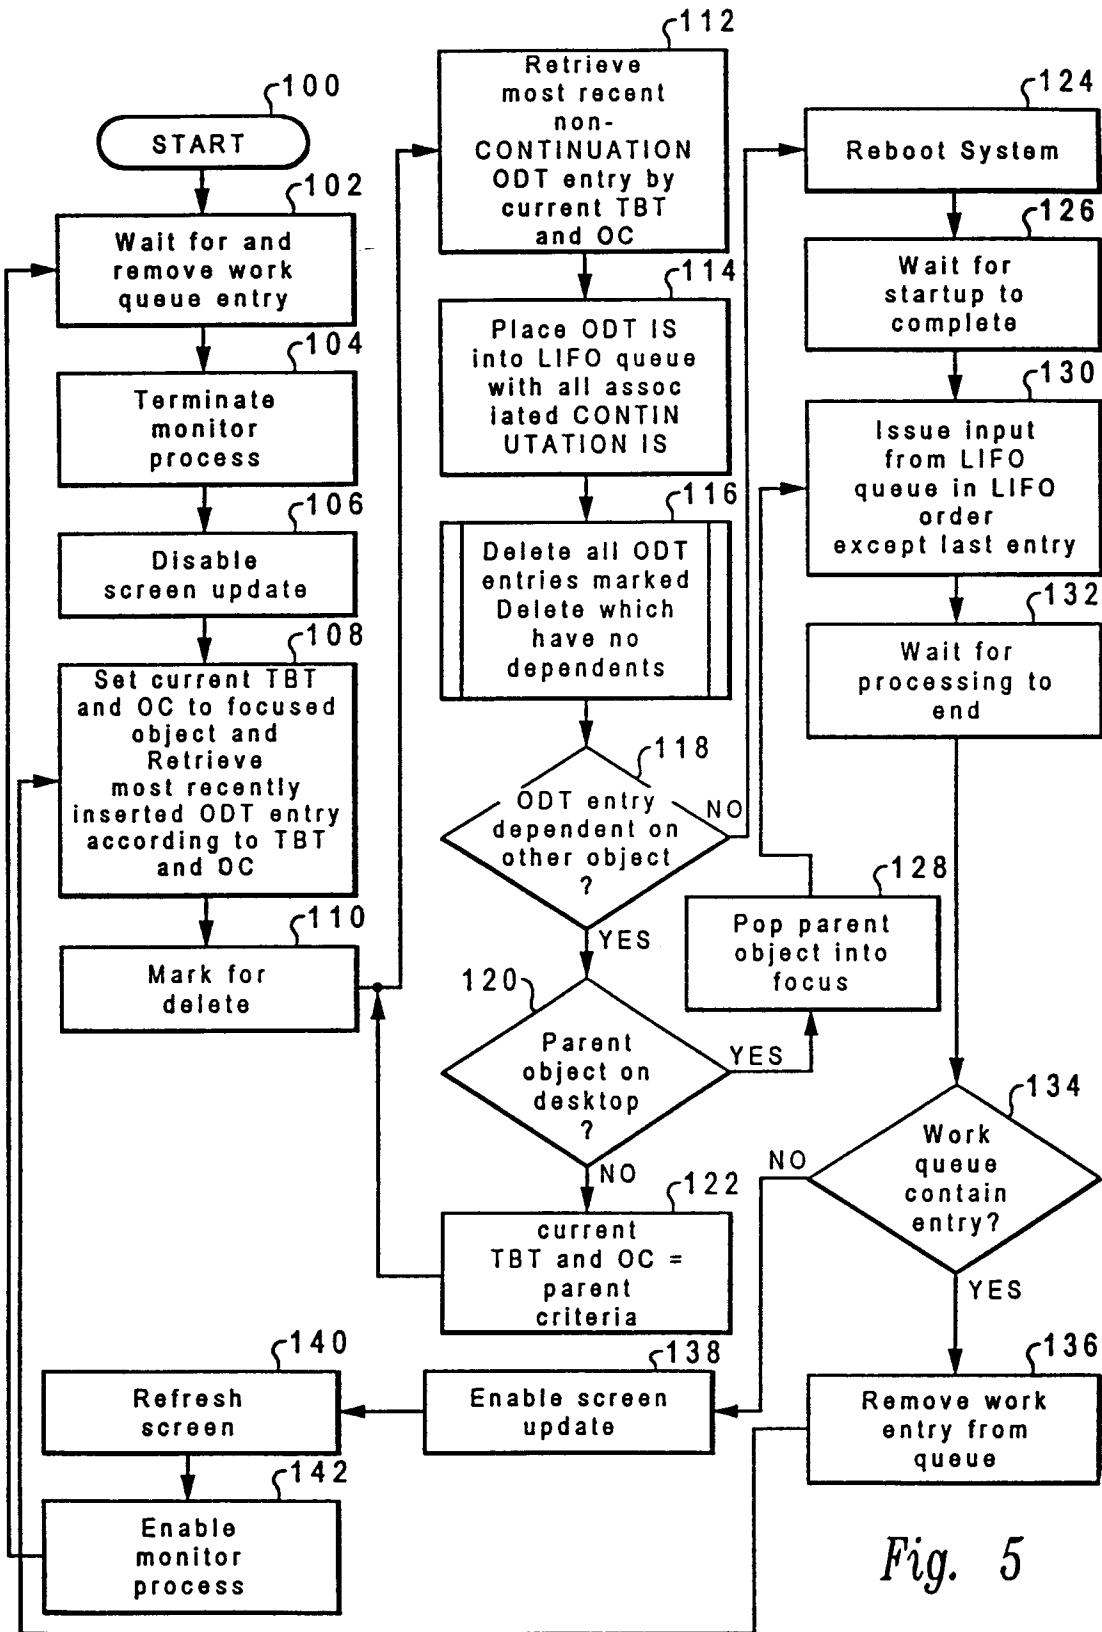 100
START
102
Wait for and
remove work
queue entry
104
Terminate
monitor
process
106
Disable
screen update
108
Set current TBT
and OC to focused
object and
Retrieve
most recently
inserted ODT entry
according to TBT
and OC
110
Mark for
delete
112
Retrieve
most recent
non-
CONTINUATION
ODT entry by
current TBT
and OC
114
Place ODT IS
into LIFO queue
with all assoc
iated CONTIN
UTATION IS
116
Delete all ODT
entries marked
Delete which
have no
dependents
118
ODT entry
dependent on
other object
?
NO
YES
120
Parent
object on
desktop
?
YES
NO
122
current
TBT and OC =
parent
criteria
124
Reboot System
126
Wait for
startup to
complete
128
Pop parent
object into
focus
130
Issue input
from LIFO
queue in LIFO
order
except last entry
132
Wait for
processing to
end
134
Work
queue
contain
entry?
NO
YES
136
Remove work
entry from
queue
138
Enable screen
update
140
Refresh
screen
142
Enable
monitor
process
Fig. 5